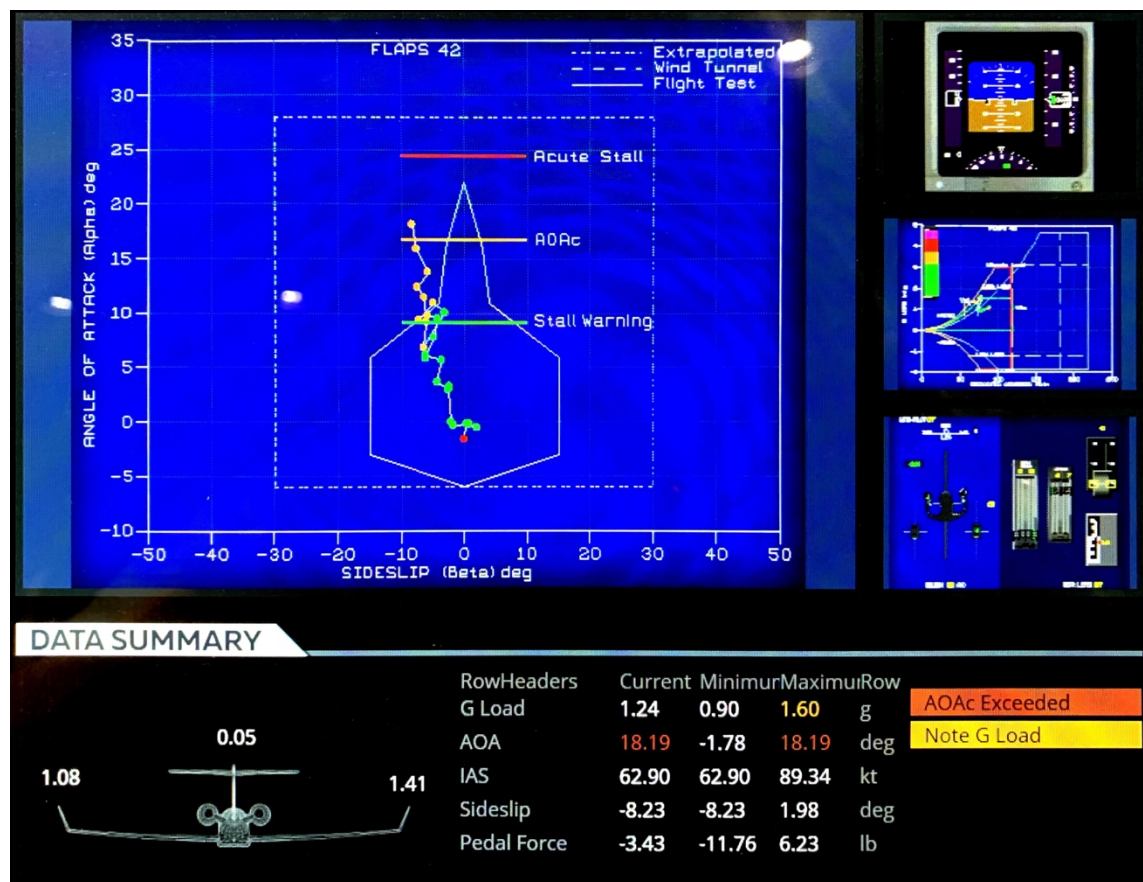 FLAPS 42
Extrapolated
Wind Tunnel
Flight Test
35
30
25
20
15
10
5
0
-5
-10
ANGLE OF ATTACK (Alpha) deg
Acute Stall
AOAc
Stall Warning
-50 -40 -30 -20 -10 0 10 20 30 40 50
SIDESLIP (Beta) deg
FLAPS 42
DATA SUMMARY
0.05
1.08
1.41
RowHeaders Current Minimur Maximur Row
G Load 1.24 0.90 1.60 g
AOA 18.19 -1.78 18.19 deg
IAS 62.90 62.90 89.34 kt
Sideslip -8.23 -8.23 1.98 deg
Pedal Force -3.43 -11.76 6.23 lb
AOAc Exceeded
Note G Load